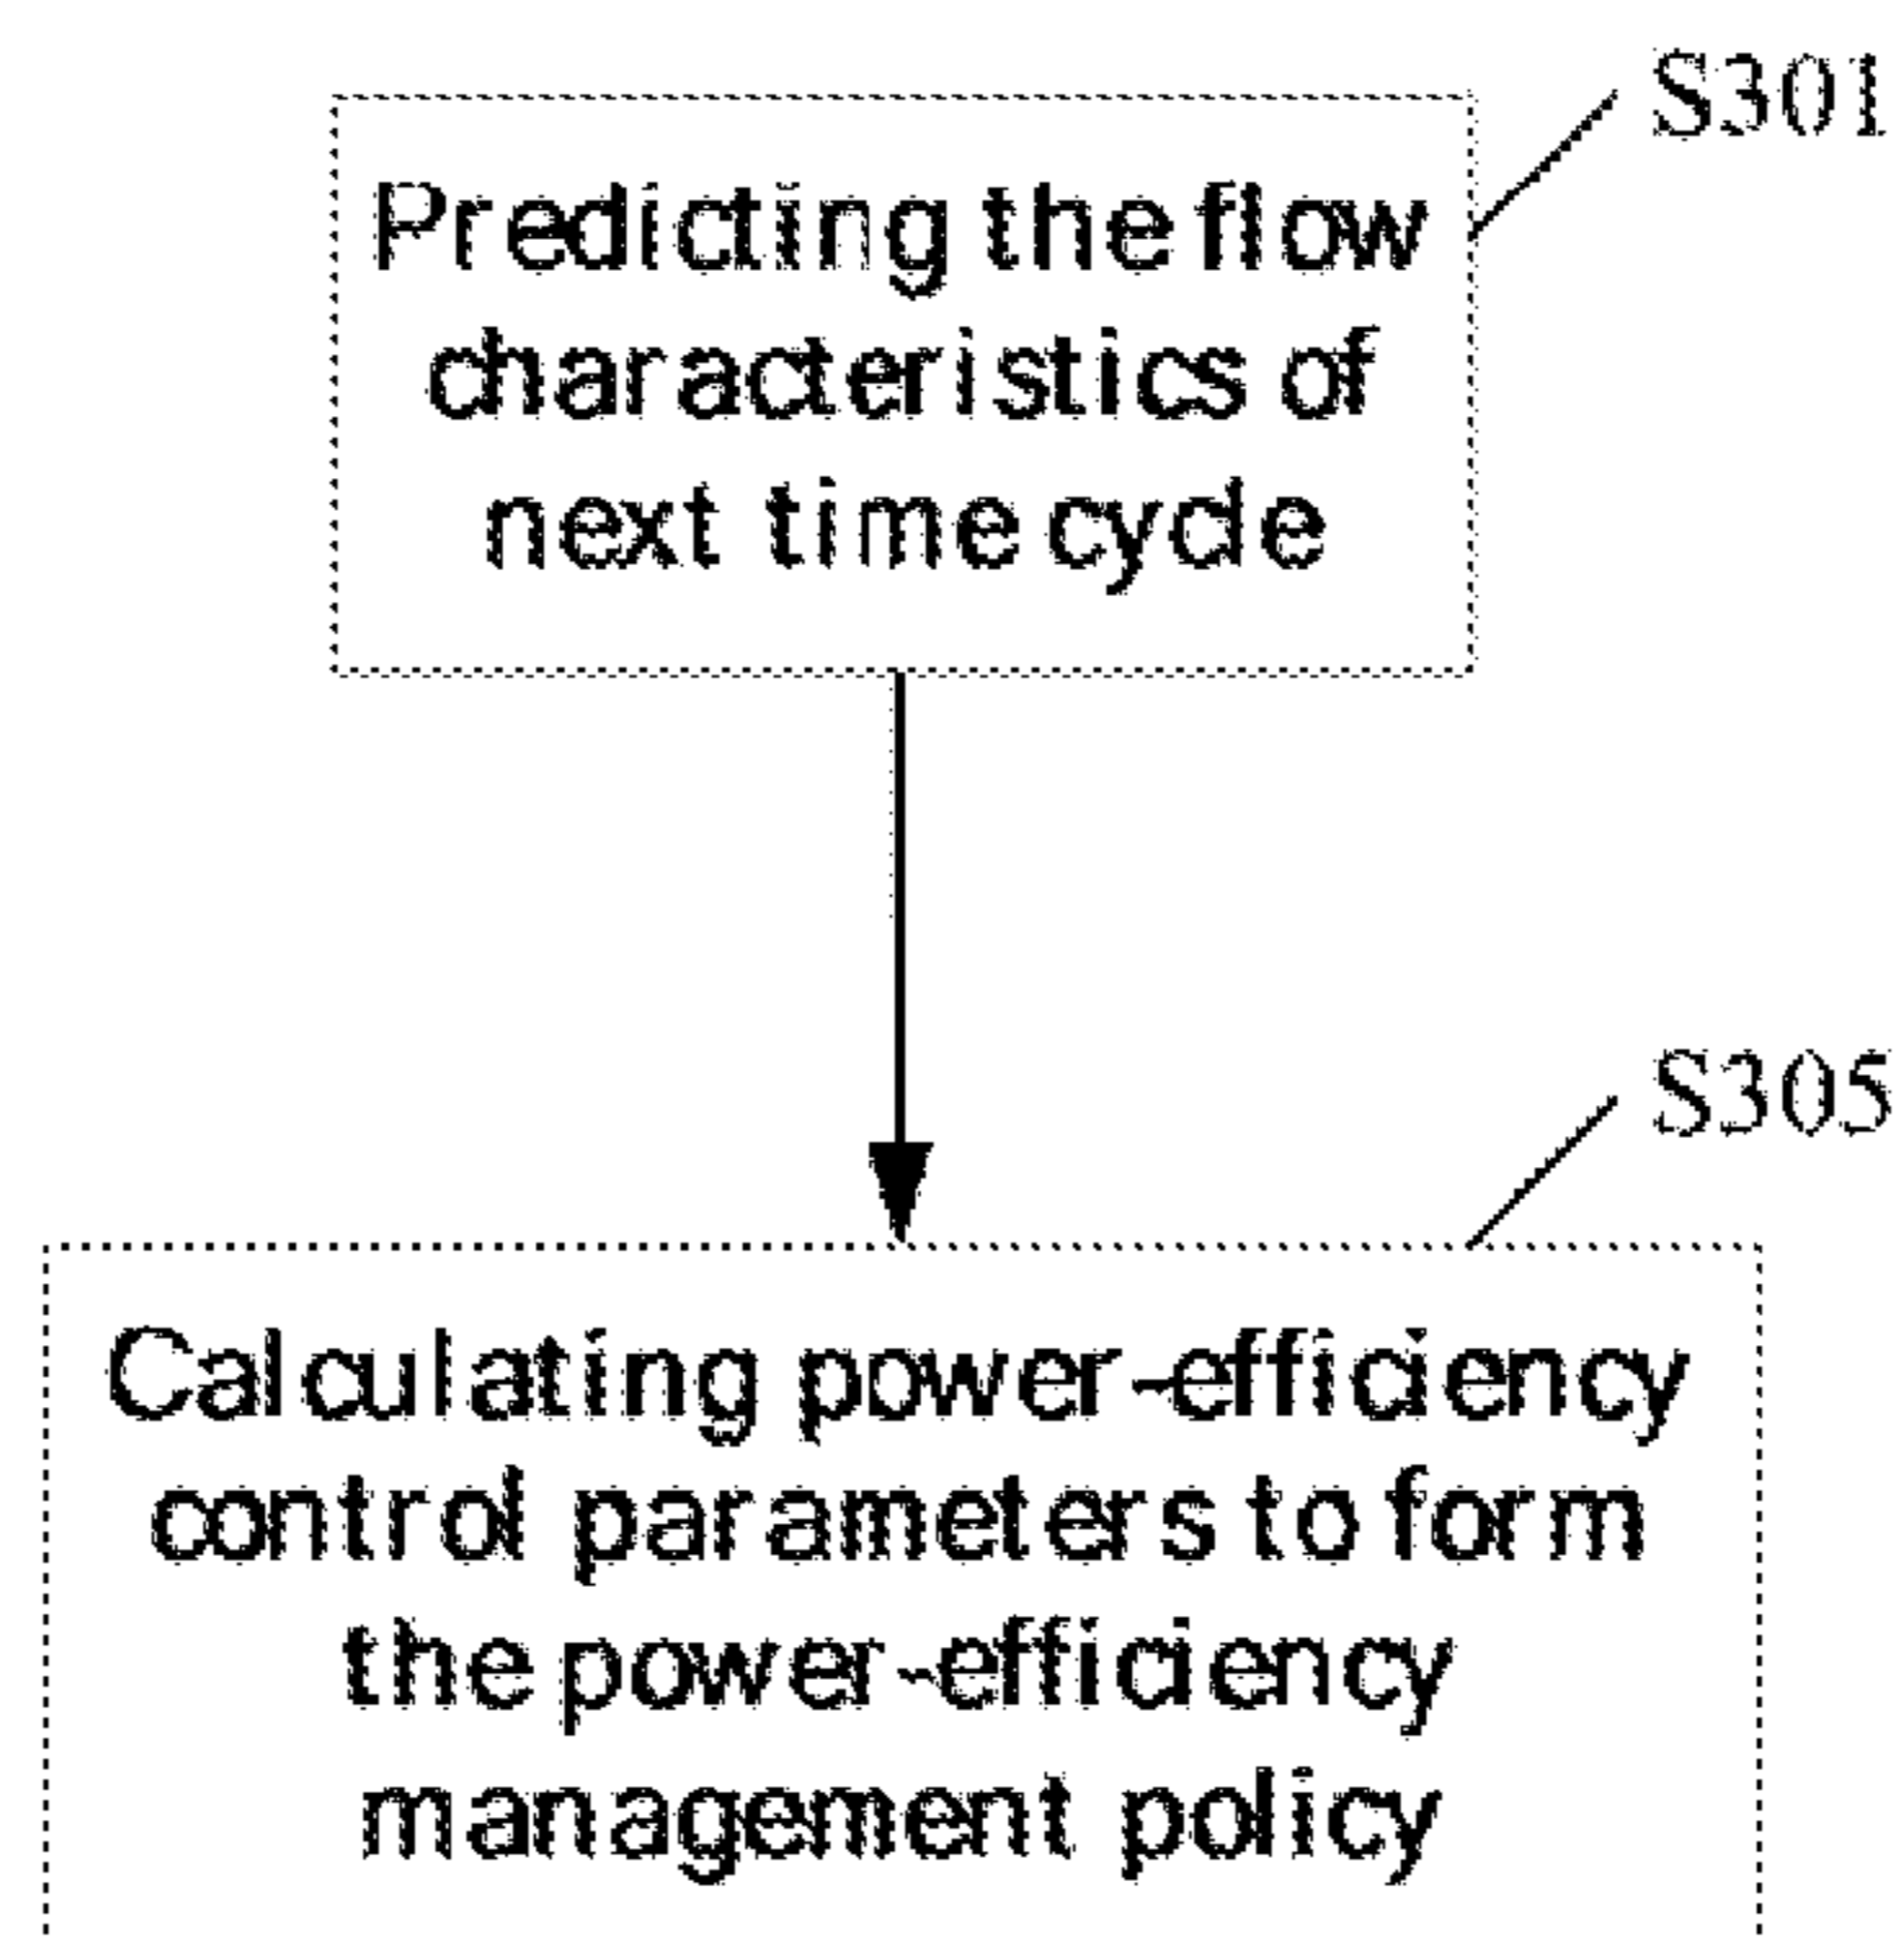 S301
Predicting the flow
characteristics of
next time cycle
S305
Calculating power-efficiency
control parameters to form
the power-efficiency
management policy